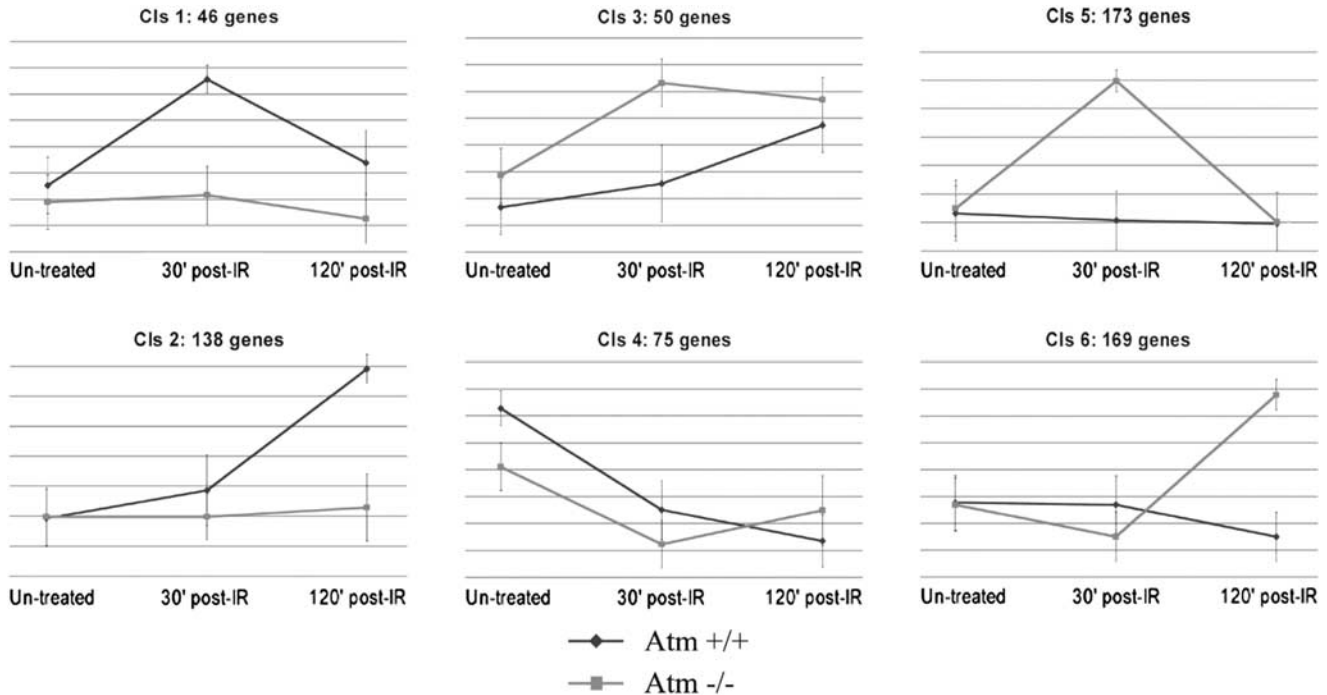 Cls 1: 46 genes
Cls 3: 50 genes
Cls 5: 173 genes
Un-treated 30' post-IR 120' post-IR
Un-treated 30' post-IR 120' post-IR
Un-treated 30' post-IR 120' post-IR
Cls 2: 138 genes
Cls 4: 75 genes
Cls 6: 169 genes
Un-treated 30' post-IR 120' post-IR
Un-treated 30' post-IR 120' post-IR
Un-treated 30' post-IR 120' post-IR
Atm +/+
Atm -/-